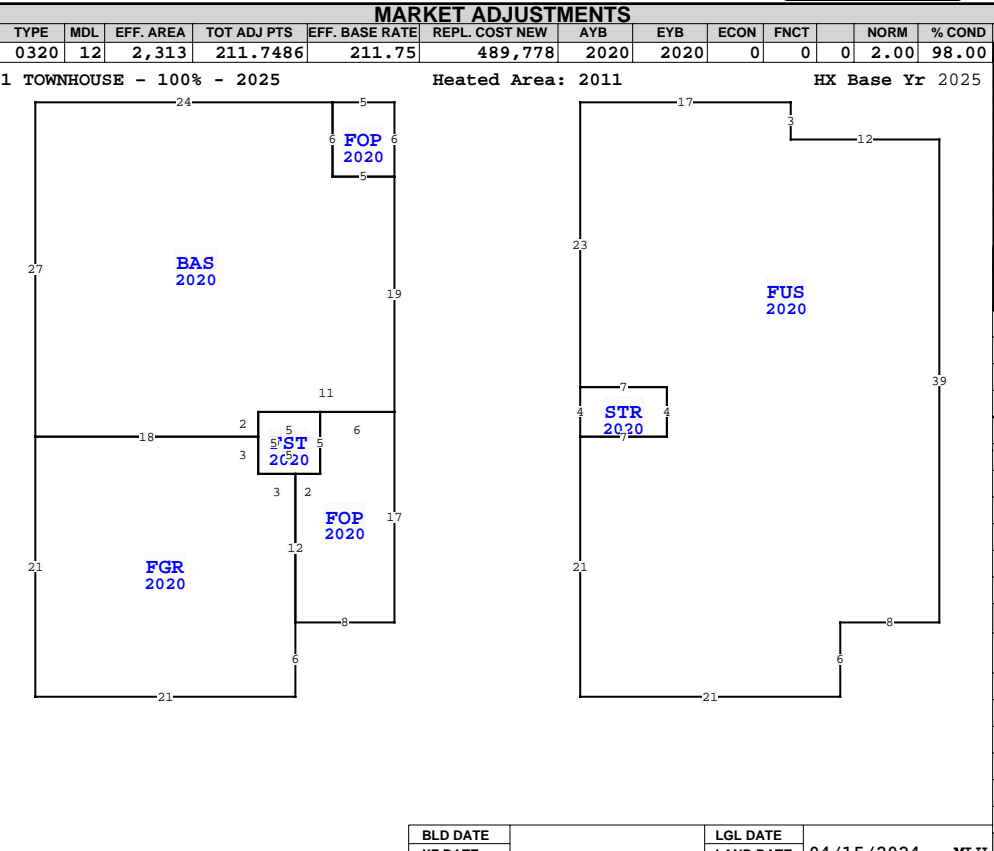 MARKET ADJUSTMENTS
TYPE MDL EFF. AREA TOT ADJ PTS EFF. BASE RATE REPL. COST NEW AYB EYB ECON FNCT NORM % COND
0320 12 2,313 211.7486 211.75 489,778 2020 2020 0 0 0 2.00 98.00
1 TOWNHOUSE - 100% - 2025 Heated Area: 2011 HX Base Yr 2025
24 5 17
3
6 FOP 6 12
2020
5
23
BAS
2020
27
19
FUS
2020
39
11 7
2 5 6 4 STR 4
2020
18 5 5 7
3 2020 5
3 2
FOP 17
2020
12
21 FGR 21
2020
8 8
6 6
21 21
BLD DATE LGL DATE
04/15/2024